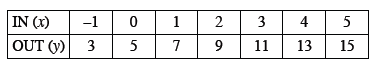 IN (x) –1 0 1 2 3 4 5
OUT (y) 3 5 7 9 11 13 15